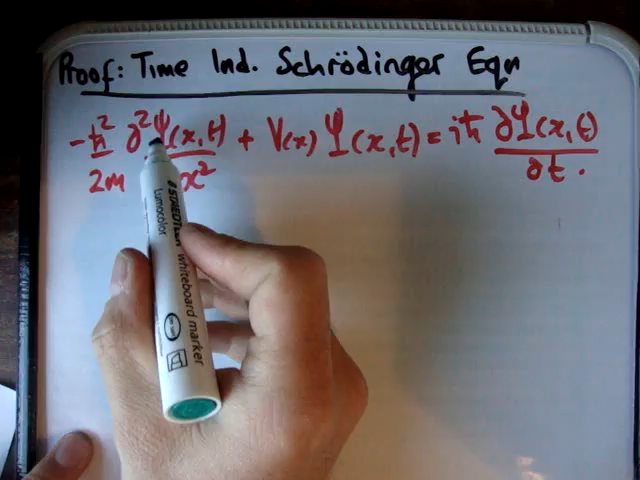 Proof: Time Ind. Schrödinger Eqn
-ħ²/2m ∂²Ψ(x,t)/x² + V(x) Ψ(x,t) = iħ ∂Ψ(x,t)/∂t.
STAEDTLER
Lumocolor
whiteboard marker